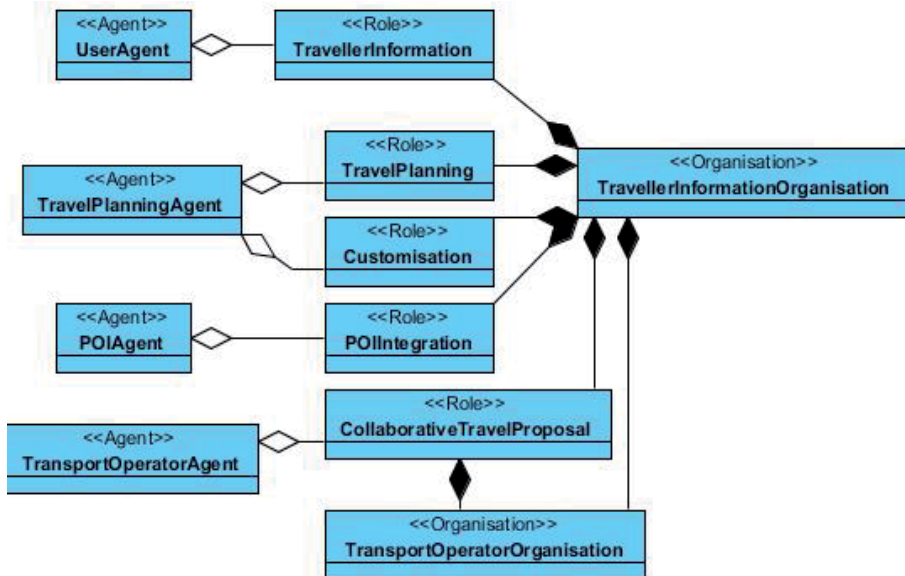 <<Agent>>
UserAgent
<<Role>>
TravellerInformation
<<Agent>>
TravelPlanningAgent
<<Role>>
TravelPlanning
<<Organisation>>
TravellerInformationOrganisation
<<Role>>
Customisation
<<Agent>>
POIAgent
<<Role>>
POIIntegration
<<Agent>>
TransportOperatorAgent
<<Role>>
CollaborativeTravelProposal
<<Organisation>>
TransportOperatorOrganisation